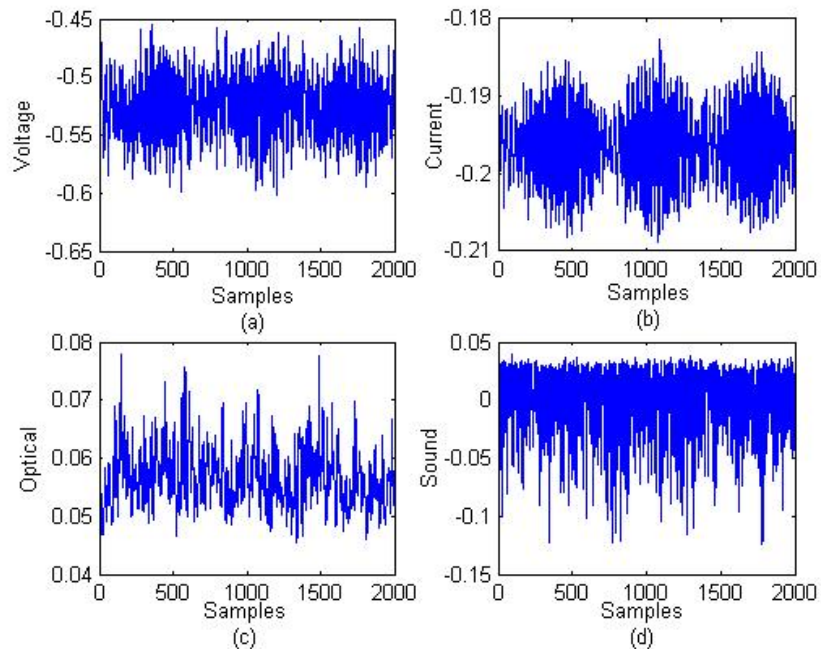 -0.45
-0.5
-0.55
-0.6
-0.65
Voltage
0 500 1000 1500 2000
Samples
(a)
-0.18
-0.19
-0.2
-0.21
Current
0 500 1000 1500 2000
Samples
(b)
0.08
0.07
0.06
0.05
0.04
Optical
0 500 1000 1500 2000
Samples
(c)
0.05
0
-0.05
-0.1
-0.15
Sound
0 500 1000 1500 2000
Samples
(d)